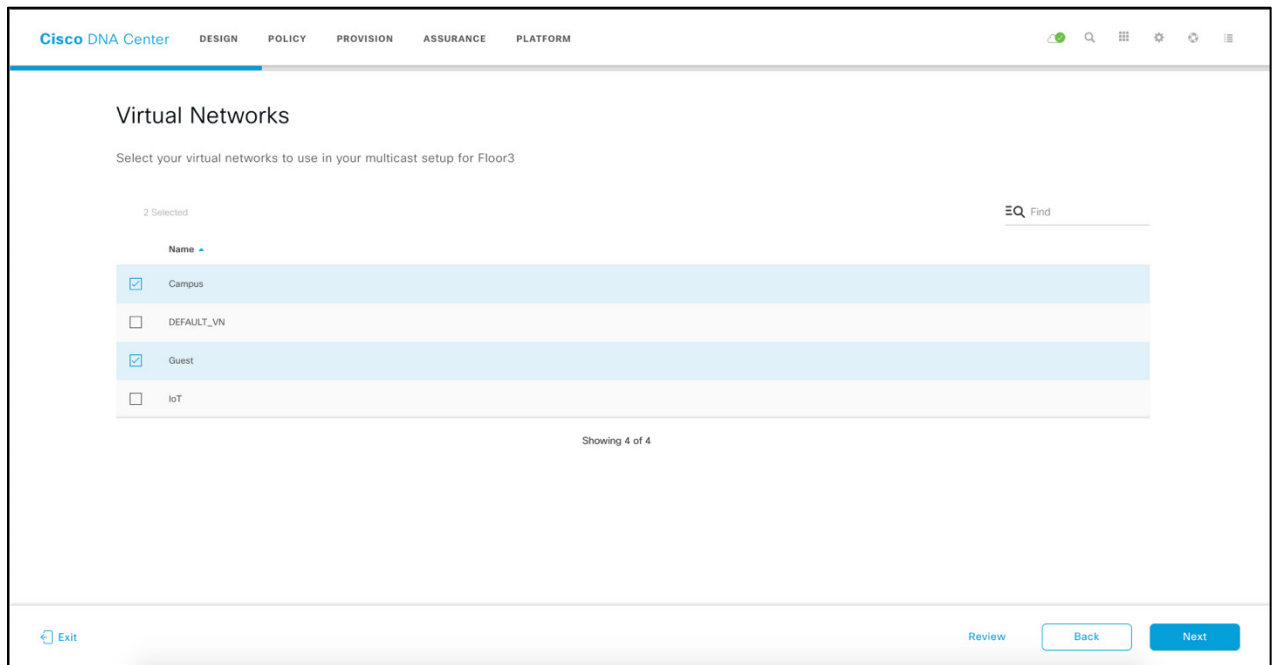 Cisco DNA Center DESIGN POLICY PROVISION ASSURANCE PLATFORM
Virtual Networks
Select your virtual networks to use in your multicast setup for Floor3
2 Selected Find
Name
Campus
DEFAULT_VN
Guest
IoT
Showing 4 of 4
Exit Review Back Next